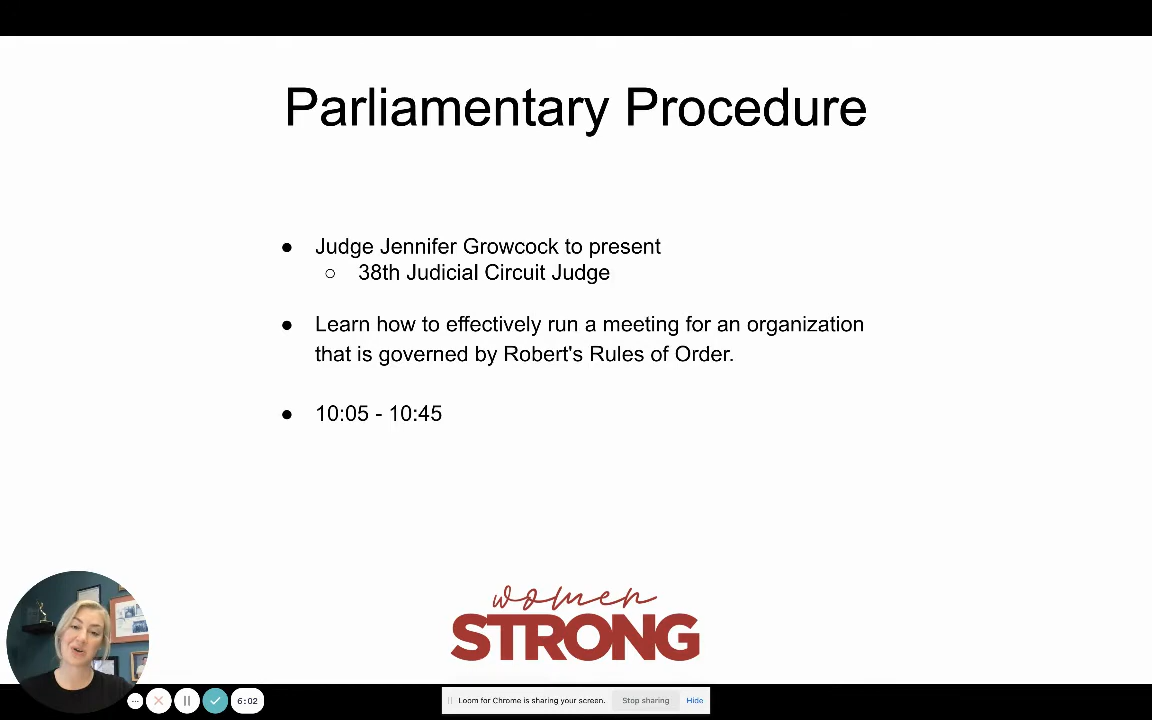 Parliamentary Procedure
● Judge Jennifer Growcock to present
○ 38th Judicial Circuit Judge
● Learn how to effectively run a meeting for an organization
that is governed by Robert's Rules of Order.
● 10:05 - 10:45
women
STRONG
6:02
Loom for Chrome is sharing your screen. Stop sharing Hide